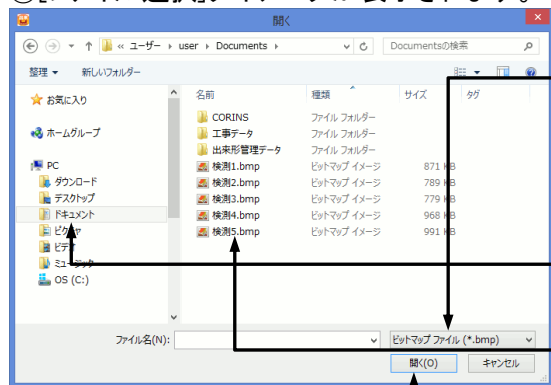 開く
« ユーザー › user › Documents ›
Documentsの検索
整理 ▼ 新しいフォルダー
名前 種類 サイズ タグ
お気に入り
ホームグループ
PC
ダウンロード
デスクトップ
ドキュメント
ピクチャ
ビデオ
OS (C:)
CORINS ファイル フォルダー
工事データ ファイル フォルダー
出来形管理データ ファイル フォルダー
検測1.bmp ビットマップ イメージ 871 KB
検測2.bmp ビットマップ イメージ 789 KB
検測3.bmp ビットマップ イメージ 779 KB
検測4.bmp ビットマップ イメージ 968 KB
検測5.bmp ビットマップ イメージ 991 KB
ファイル名(N):
ビットマップ ファイル (*.bmp)
開く(O) キャンセル